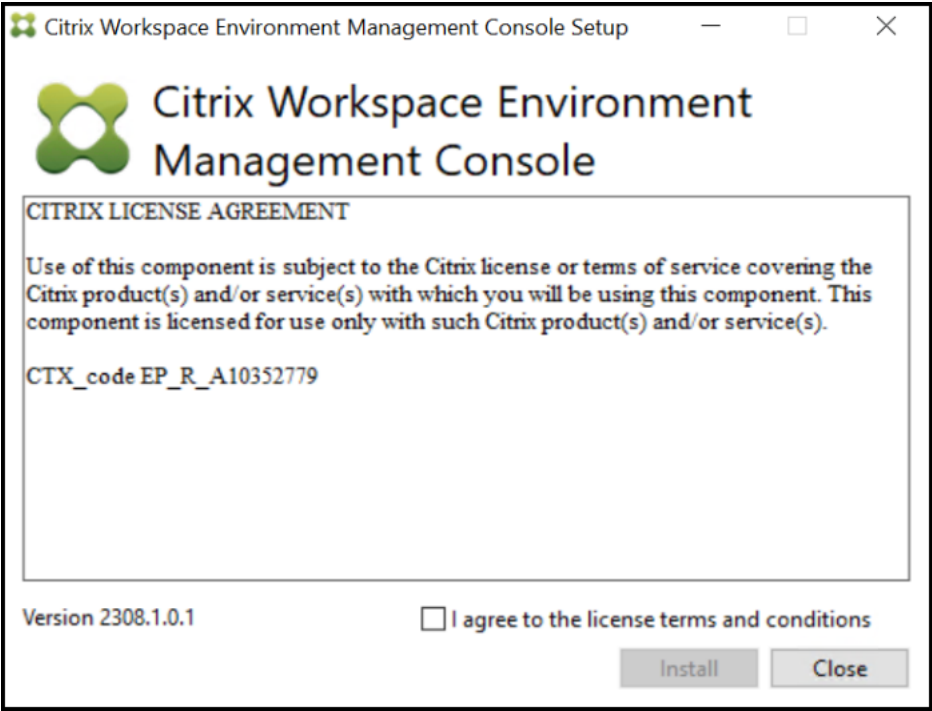 Citrix Workspace Environment Management Console Setup
Citrix Workspace Environment
Management Console
CITRIX LICENSE AGREEMENT
Use of this component is subject to the Citrix license or terms of service covering the
Citrix product(s) and/or service(s) with which you will be using this component. This
component is licensed for use only with such Citrix product(s) and/or service(s).
CTX_code EP_R_A10352779
Version 2308.1.0.1
I agree to the license terms and conditions
Install
Close